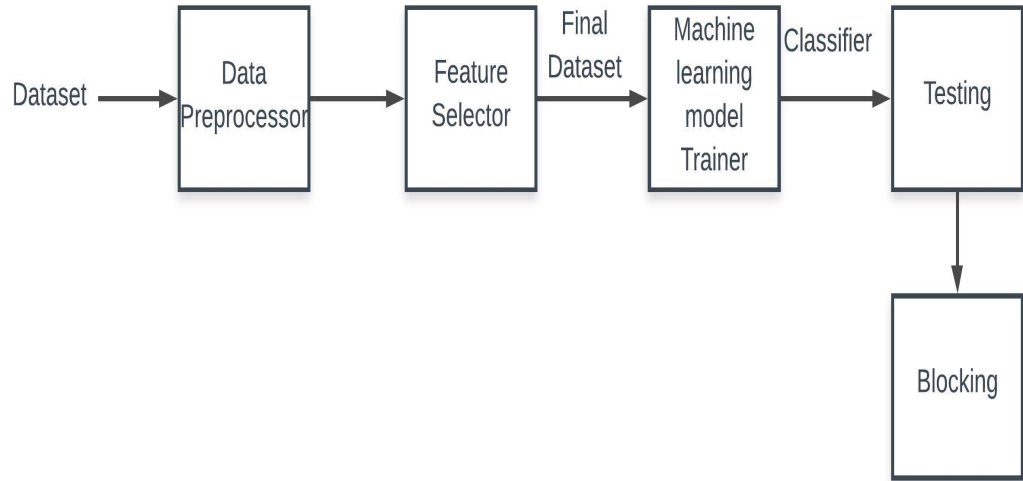 Dataset
Data
Preprocessor
Feature
Selector
Final
Dataset
Machine
learning
model
Trainer
Classifier
Testing
Blocking